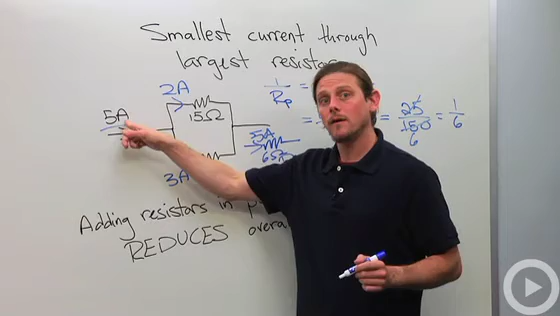 Smallest current through
largest resistor
2A
15Ω
5A
3A
5A
6Ω
1/Rp =
= 25/150 = 1/6
6
Adding resistors in
REDUCES